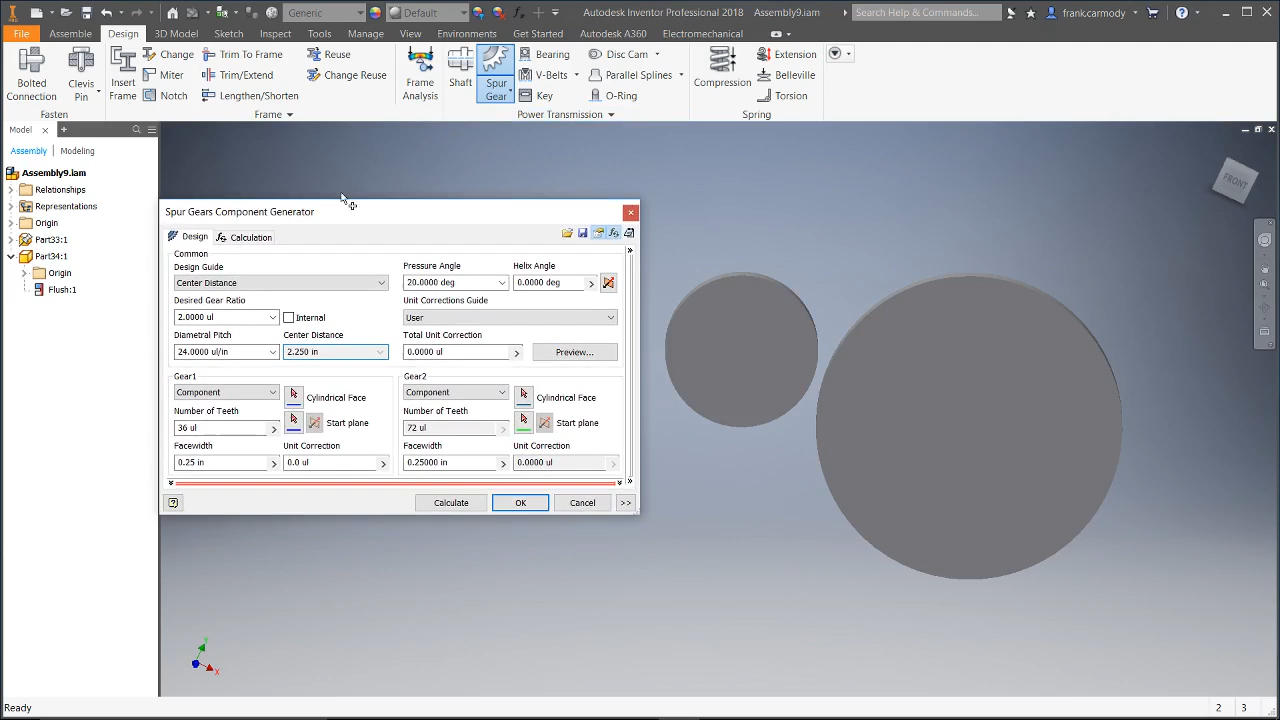 Generic Default Autodesk Inventor Professional 2018 Assembly9.iam Search Help & Commands... frank.carmody
File Assemble Design 3D Model Sketch Inspect Tools Manage View Environments Get Started Autodesk A360 Electromechanical
Bolted Connection
Clevis Pin
Insert Frame
Change
Miter
Notch
Trim To Frame
Trim/Extend
Lengthen/Shorten
Reuse
Change Reuse
Frame Analysis
Shaft
Spur Gear
Bearing
V-Belts
Key
Disc Cam
Parallel Splines
O-Ring
Compression
Extension
Belleville
Torsion
Fasten Frame Power Transmission Spring
Model
Assembly Modeling
Assembly9.iam
Relationships
Representations
Origin
Part33:1
Part34:1
Origin
Flush:1
FRONT
Spur Gears Component Generator
Design Calculation
Common
Design Guide Pressure Angle Helix Angle
Center Distance 20.0000 deg 0.0000 deg
Desired Gear Ratio Unit Corrections Guide
2.0000 ul Internal User
Diametral Pitch Center Distance Total Unit Correction
24.0000 ul/in 2.250 in 0.0000 ul Preview...
Gear1 Gear2
Component Cylindrical Face Component Cylindrical Face
Number of Teeth Start plane Number of Teeth Start plane
36 ul 72 ul
Facewidth Unit Correction Facewidth Unit Correction
0.25 in 0.0 ul 0.25000 in 0.0000 ul
Calculate OK Cancel >>
Y
X
Ready 2 3